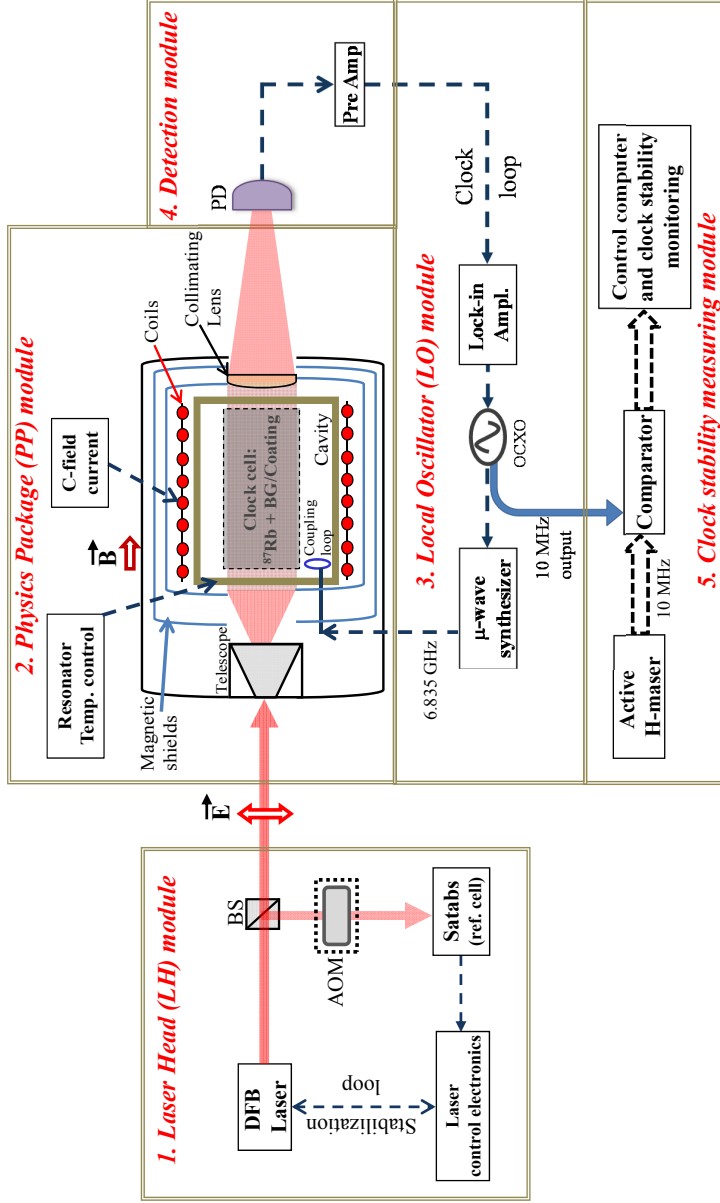 1. Laser Head (LH) module
DFB
Laser
BS
AOM
Stabilization
loop
Laser
control electronics
Satabs
(ref. cell)
E
2. Physics Package (PP) module
Resonator
Temp. control
C-field
current
B
Coils
Magnetic
shields
Collimating
Lens
Telescope
Clock cell:
⁸⁷Rb + BG/Coating
Coupling
loop
Cavity
4. Detection module
PD
Pre Amp
3. Local Oscillator (LO) module
6.835 GHz
μ-wave
synthesizer
OCXO
Lock-in
Ampl.
Clock
loop
10 MHz
output
Active
H-maser
10 MHz
Comparator
Control computer
and clock stability
monitoring
5. Clock stability measuring module